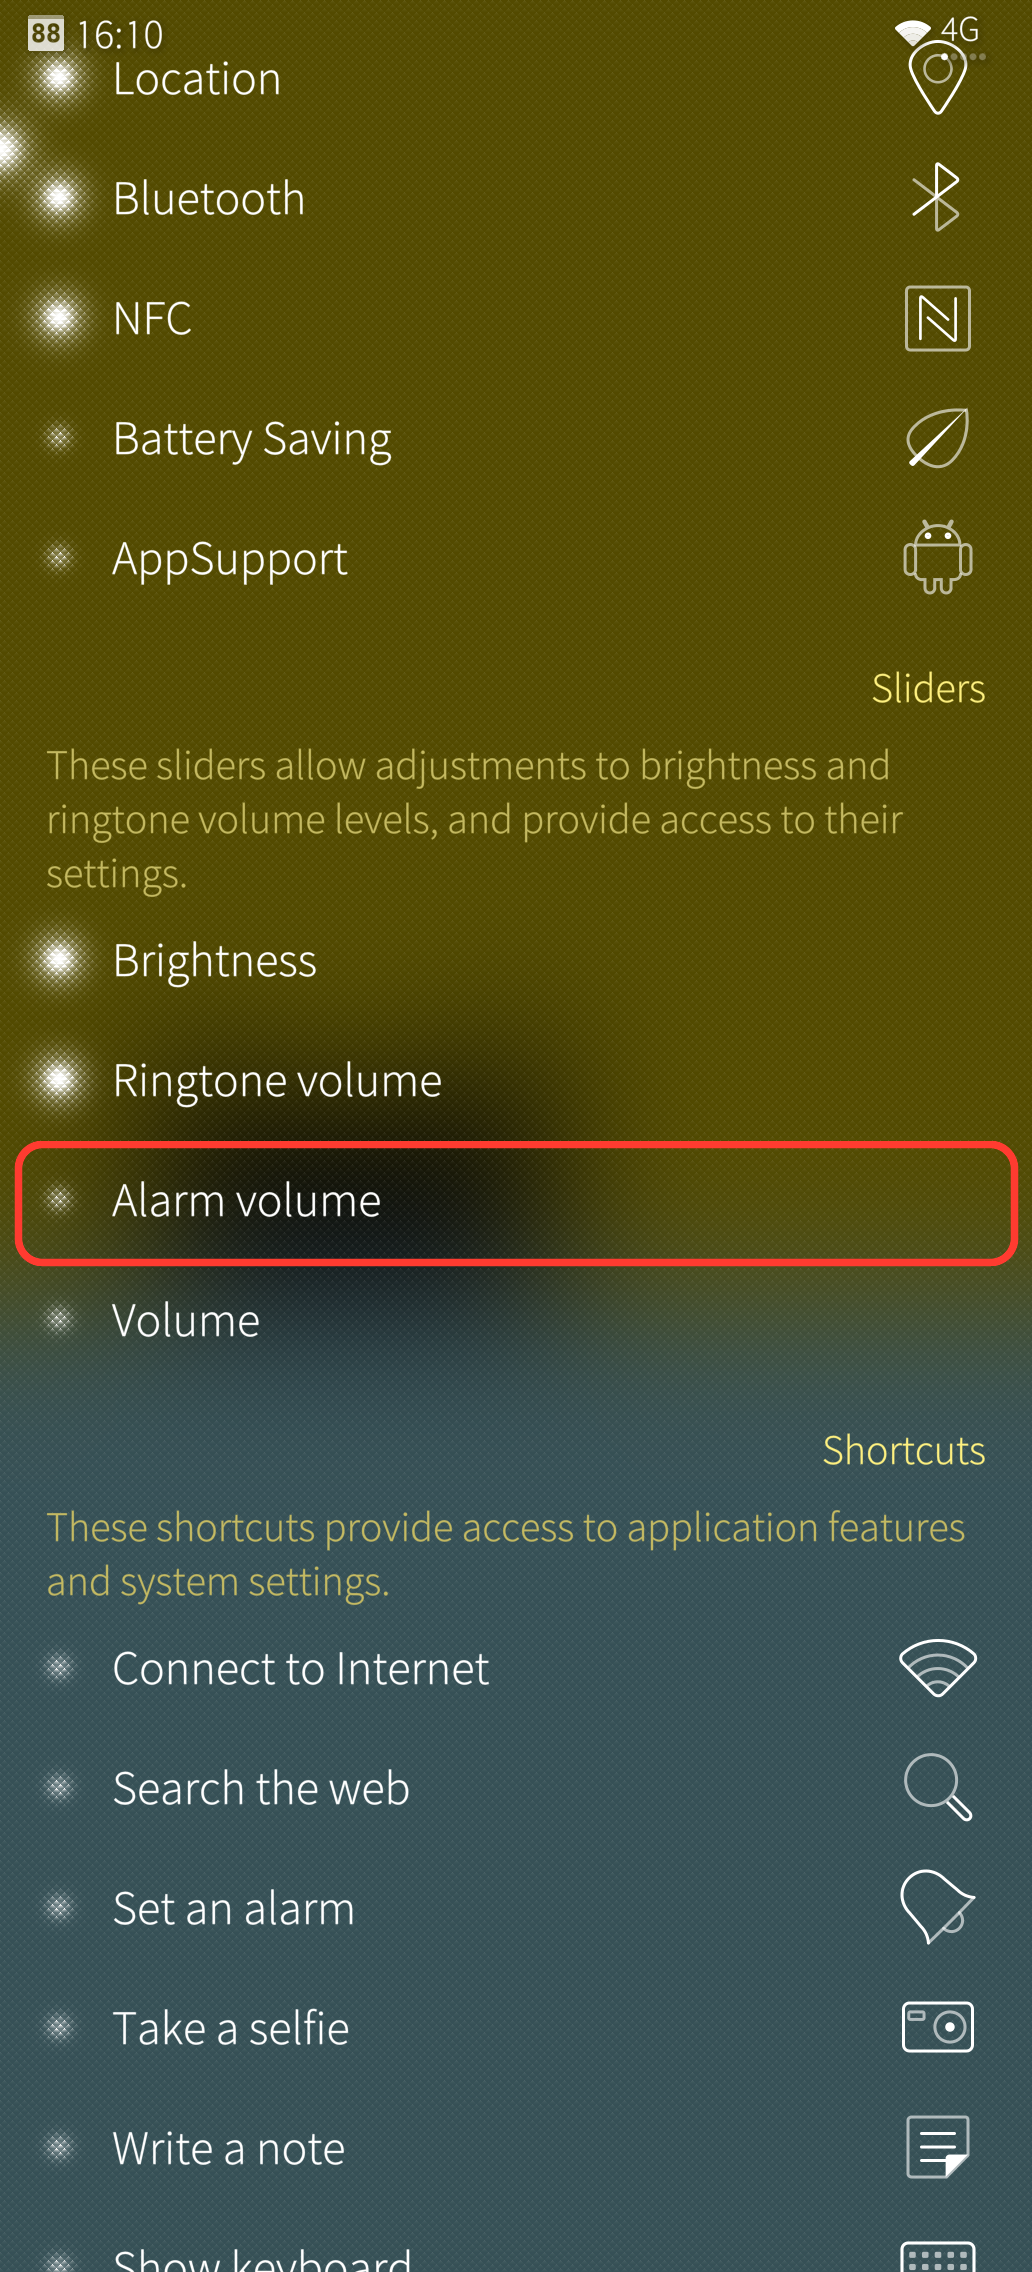 88 16:10 4G
Location
Bluetooth
NFC
Battery Saving
AppSupport
Sliders
These sliders allow adjustments to brightness and
ringtone volume levels, and provide access to their
settings.
Brightness
Ringtone volume
Alarm volume
Volume
Shortcuts
These shortcuts provide access to application features
and system settings.
Connect to Internet
Search the web
Set an alarm
Take a selfie
Write a note
Show keyboard